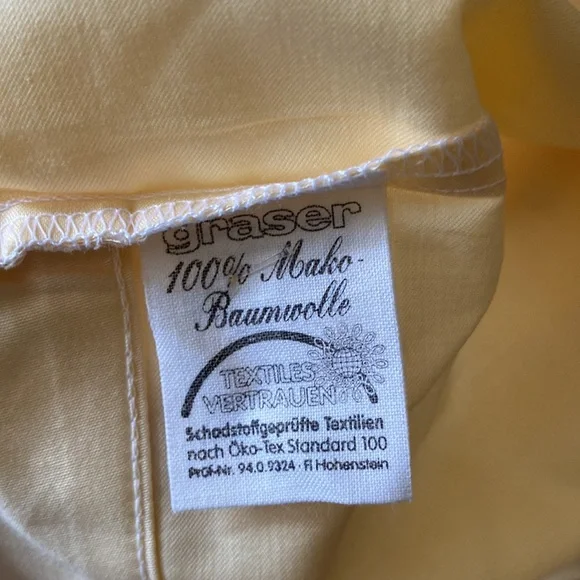 graser
100% Mako-
Baumwolle
TEXTILES
VERTRAUEN
Schadstoffgeprüfte Textilien
nach Öko-Tex Standard 100
Prüf-Nr. 94.0.9324 · FI Hohenstein